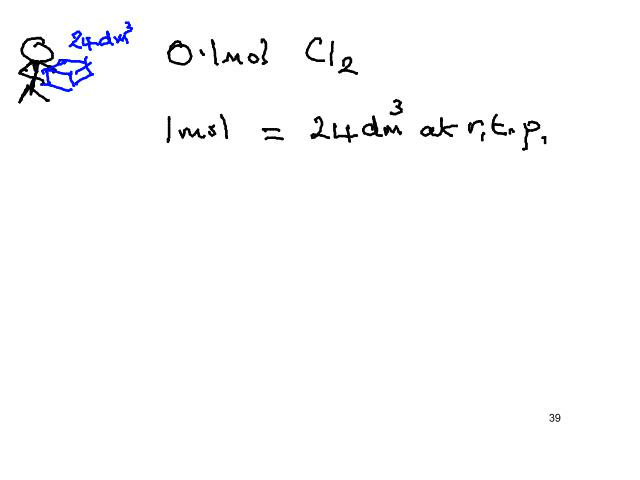 24dm³
0.1mol Cl₂
1mol = 24dm³ at r.t.p.
39